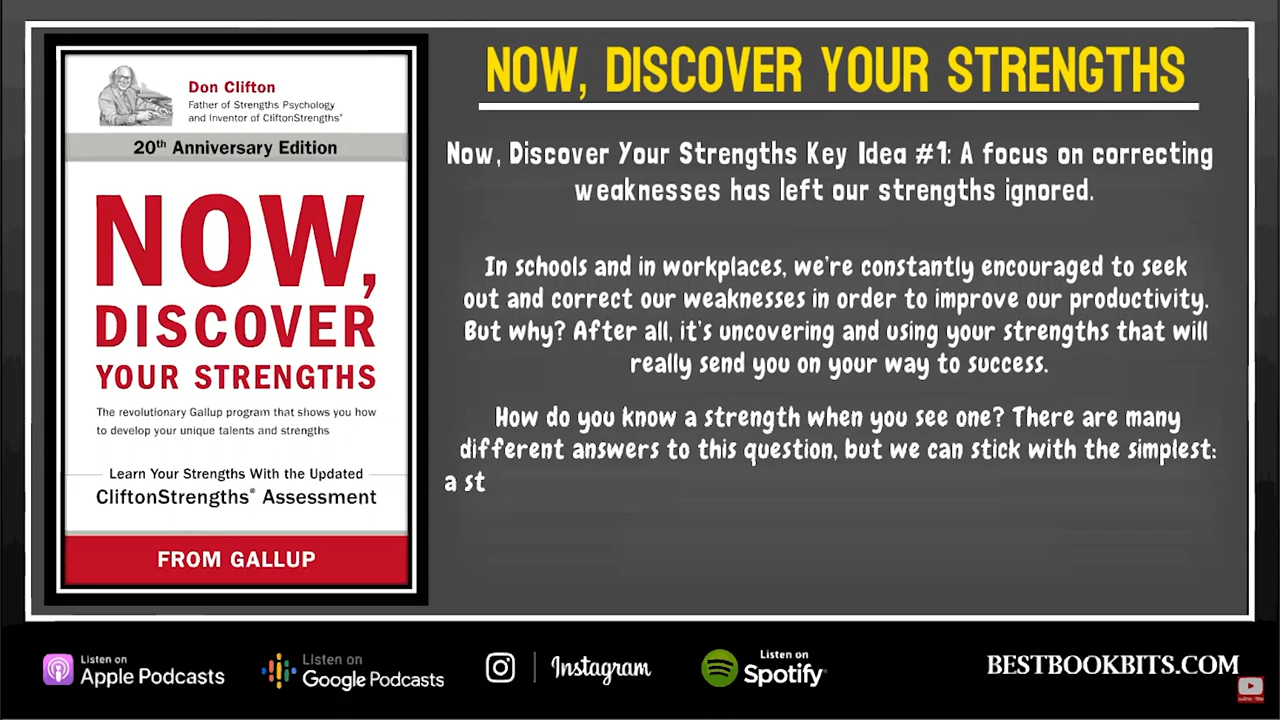 Don Clifton
Father of Strengths Psychology
and Inventor of CliftonStrengths®
20th Anniversary Edition
NOW,
DISCOVER
YOUR STRENGTHS
The revolutionary Gallup program that shows you how
to develop your unique talents and strengths
Learn Your Strengths With the Updated
CliftonStrengths® Assessment
FROM GALLUP
NOW, DISCOVER YOUR STRENGTHS
Now, Discover Your Strengths Key Idea #1: A focus on correcting
weaknesses has left our strengths ignored.
In schools and in workplaces, we're constantly encouraged to seek
out and correct our weaknesses in order to improve our productivity.
But why? After all, it's uncovering and using your strengths that will
really send you on your way to success.
How do you know a strength when you see one? There are many
different answers to this question, but we can stick with the simplest:
a st
Listen on
Apple Podcasts
Listen on
Google Podcasts
Instagram
Listen on
Spotify
BESTBOOKBITS.COM